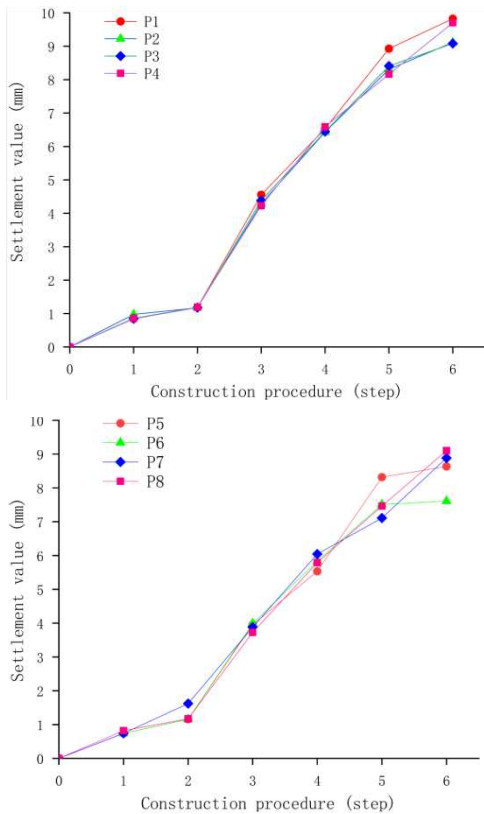 10
P1
9
P2
8
P3
P4
7
6
5
4
3
2
1
0
Settlement value (mm)
0 1 2 3 4 5 6
Construction procedure (step)
10
P5
9
P6
8
P7
P8
7
6
5
4
3
2
1
0
Settlement value (mm)
0 1 2 3 4 5 6
Construction procedure (step)